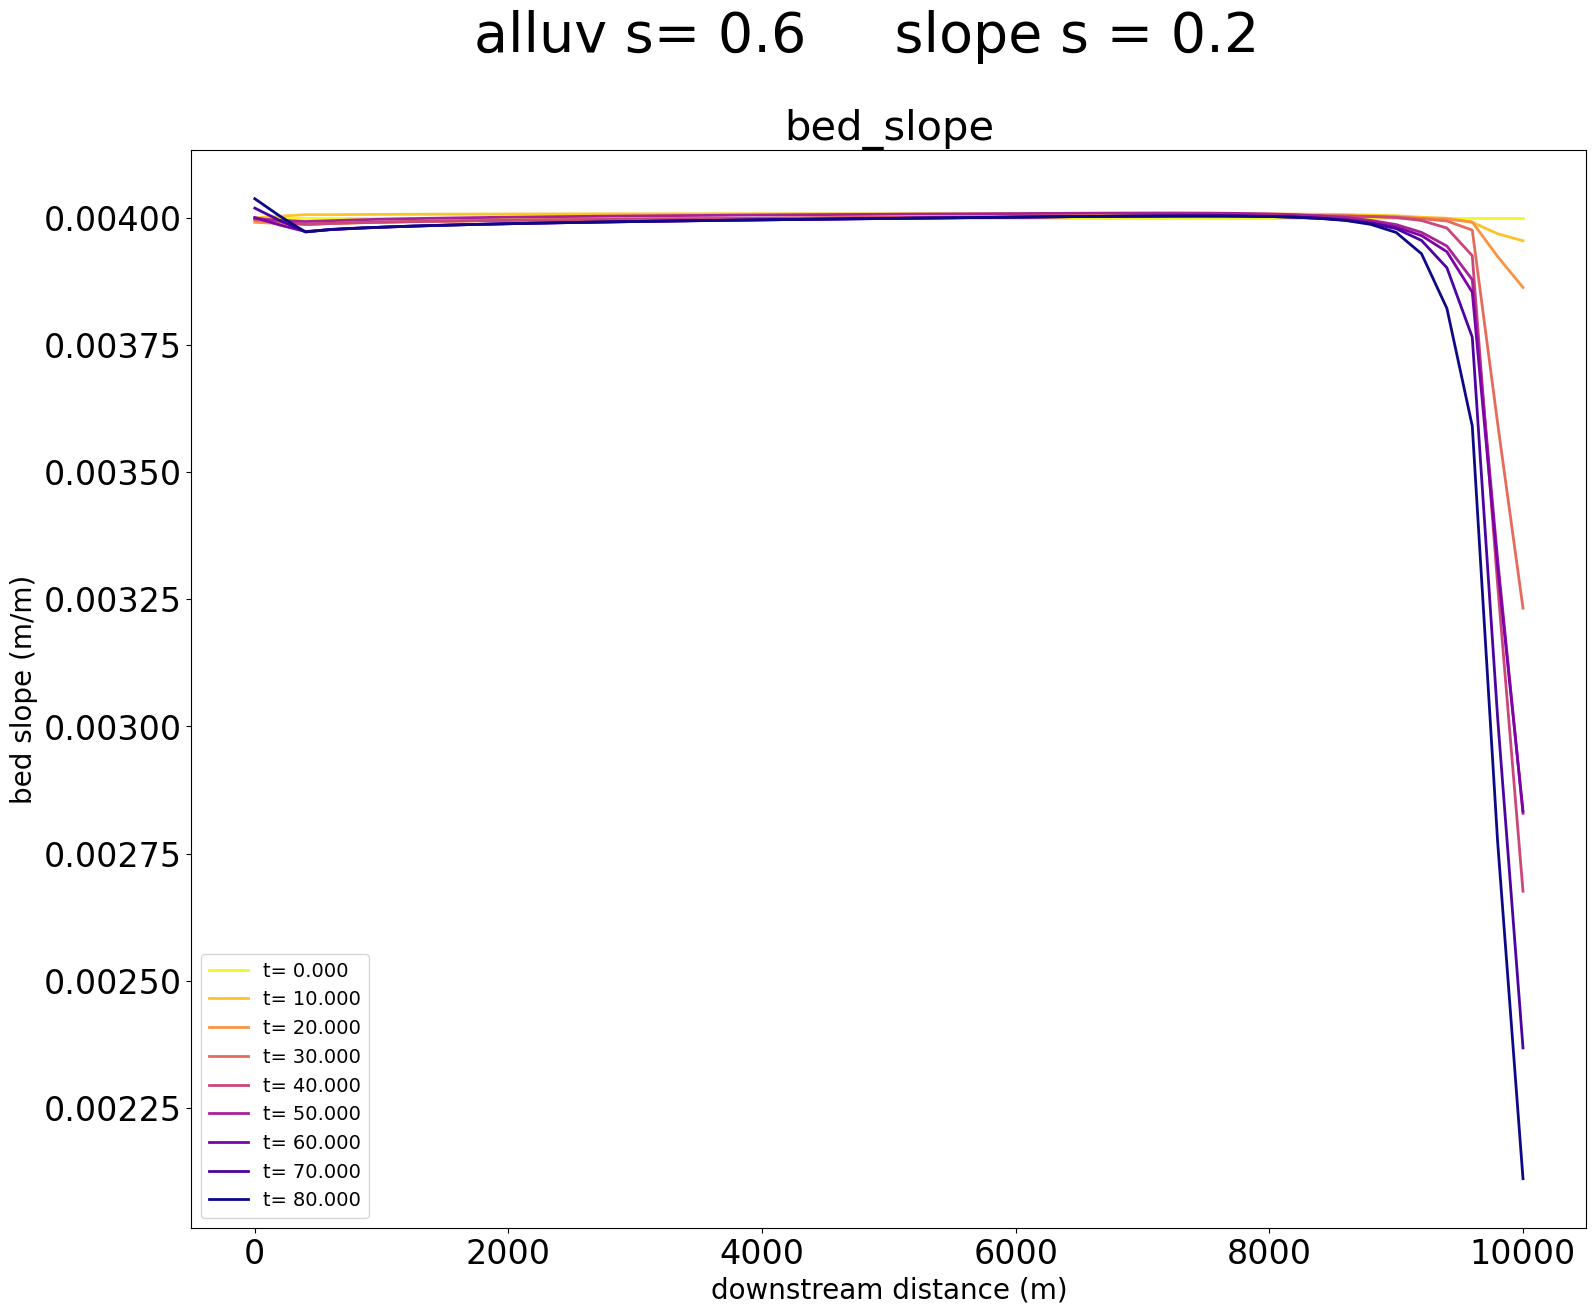 alluv s= 0.6 slope s = 0.2
bed_slope
0.00400
0.00375
0.00350
0.00325
0.00300
0.00275
0.00250
0.00225
bed slope (m/m)
t= 0.000
t= 10.000
t= 20.000
t= 30.000
t= 40.000
t= 50.000
t= 60.000
t= 70.000
t= 80.000
0 2000 4000 6000 8000 10000
downstream distance (m)